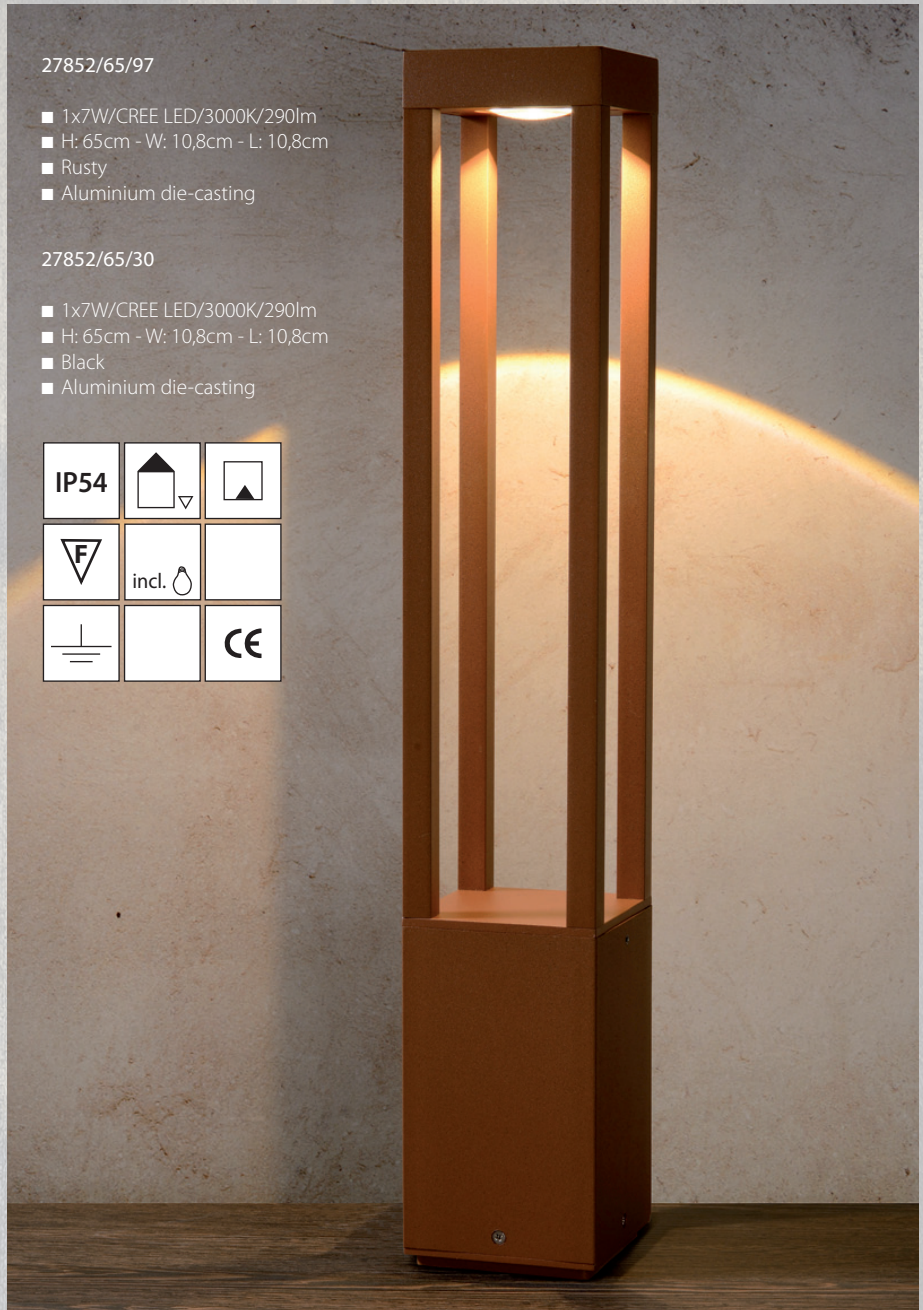 27852/65/97
■ 1x7W/CREE LED/3000K/290lm
■ H: 65cm - W: 10,8cm - L: 10,8cm
■ Rusty
■ Aluminium die-casting
27852/65/30
■ 1x7W/CREE LED/3000K/290lm
■ H: 65cm - W: 10,8cm - L: 10,8cm
■ Black
■ Aluminium die-casting
IP54
F
incl.
CE